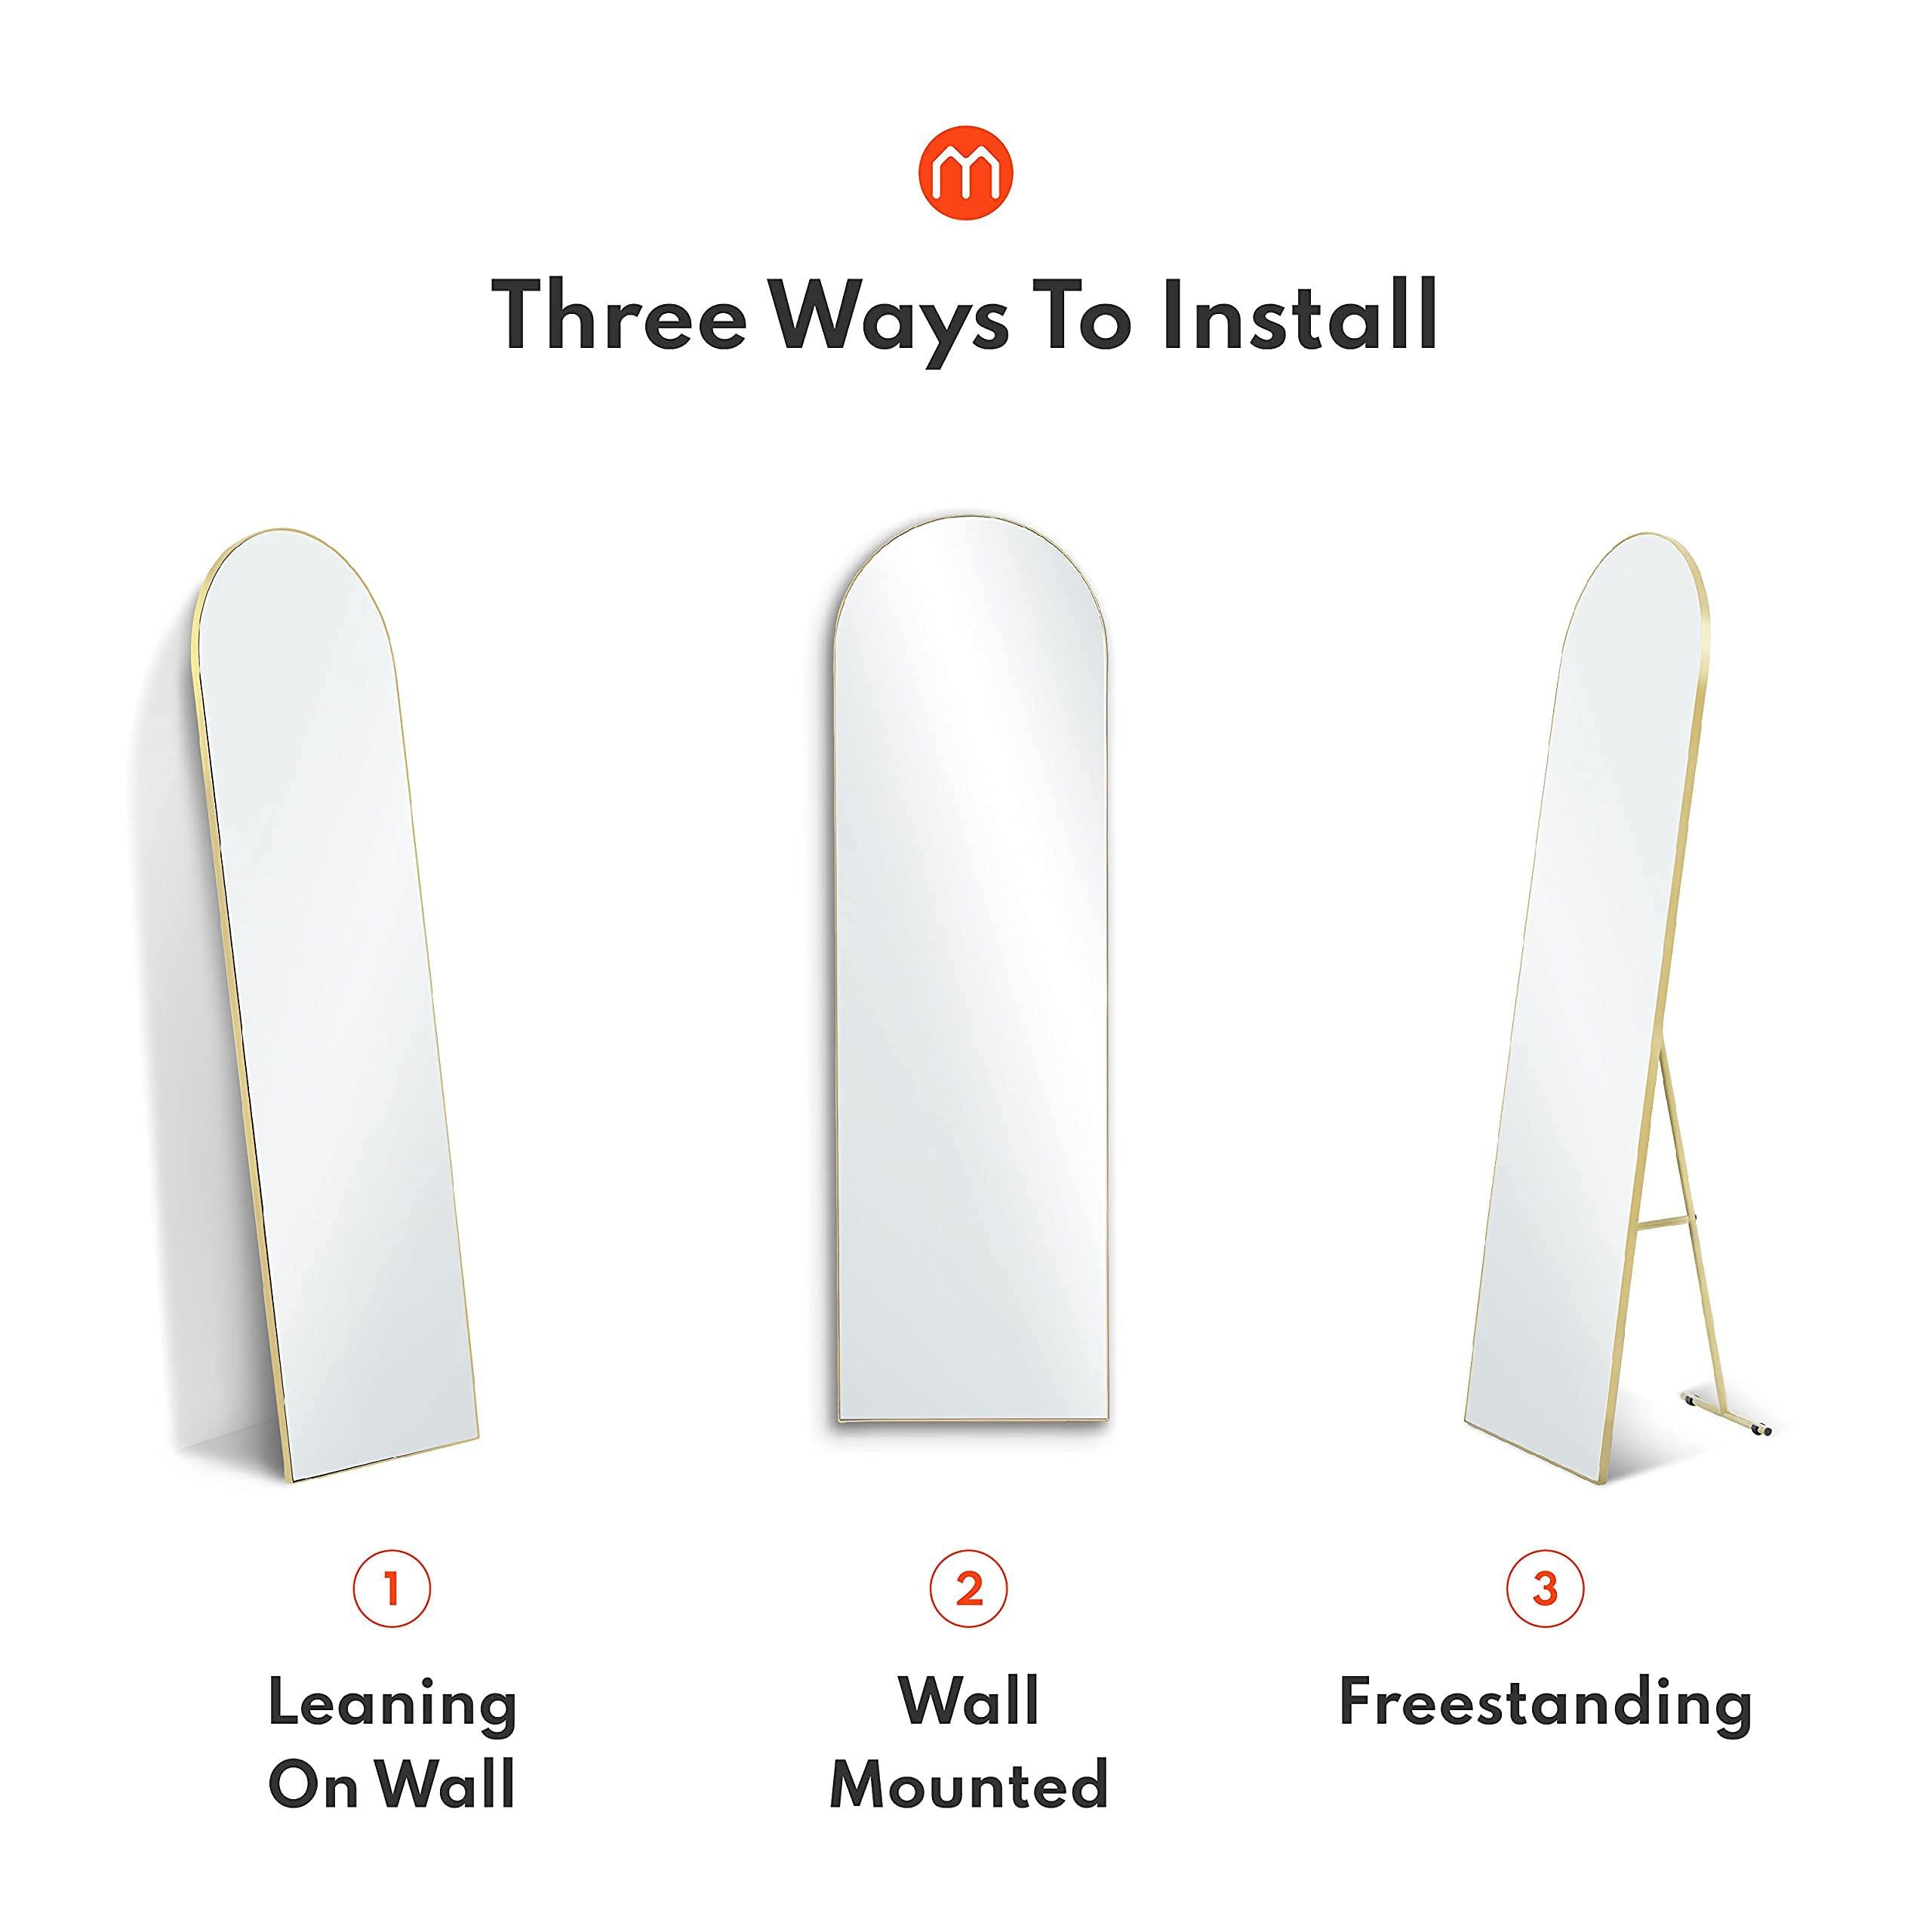 m
Three Ways To Install
1
Leaning
On Wall
2
Wall
Mounted
3
Freestanding